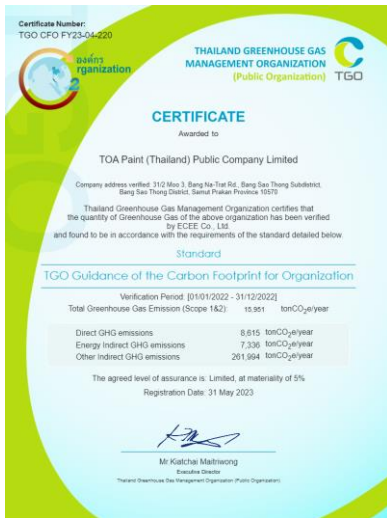 Certificate Number:
TGO CFO FY23-04-220
องค์กร
rganization
2
THAILAND GREENHOUSE GAS
MANAGEMENT ORGANIZATION
(Public Organization)
TGO
CERTIFICATE
Awarded to
TOA Paint (Thailand) Public Company Limited
Company address verified: 31/2 Moo 3, Bang Na-Trat Rd., Bang Sao Thong Subdistrict,
Bang Sao Thong District, Samut Prakan Province 10570
Thailand Greenhouse Gas Management Organization certifies that
the quantity of Greenhouse Gas of the above organization has been verified
by ECEE Co., Ltd.
and found to be in accordance with the requirements of the standard detailed below.
Standard
TGO Guidance of the Carbon Footprint for Organization
Verification Period: [01/01/2022 - 31/12/2022]
Total Greenhouse Gas Emission (Scope 1&2): 15,951 tonCO2e/year
Direct GHG emissions 8,615 tonCO2e/year
Energy Indirect GHG emissions 7,336 tonCO2e/year
Other Indirect GHG emissions 261,994 tonCO2e/year
The agreed level of assurance is: Limited, at materiality of 5%
Registration Date: 31 May 2023
Mr.Kiatchai Maitriwong
Executive Director
Thailand Greenhouse Gas Management Organization (Public Organization)